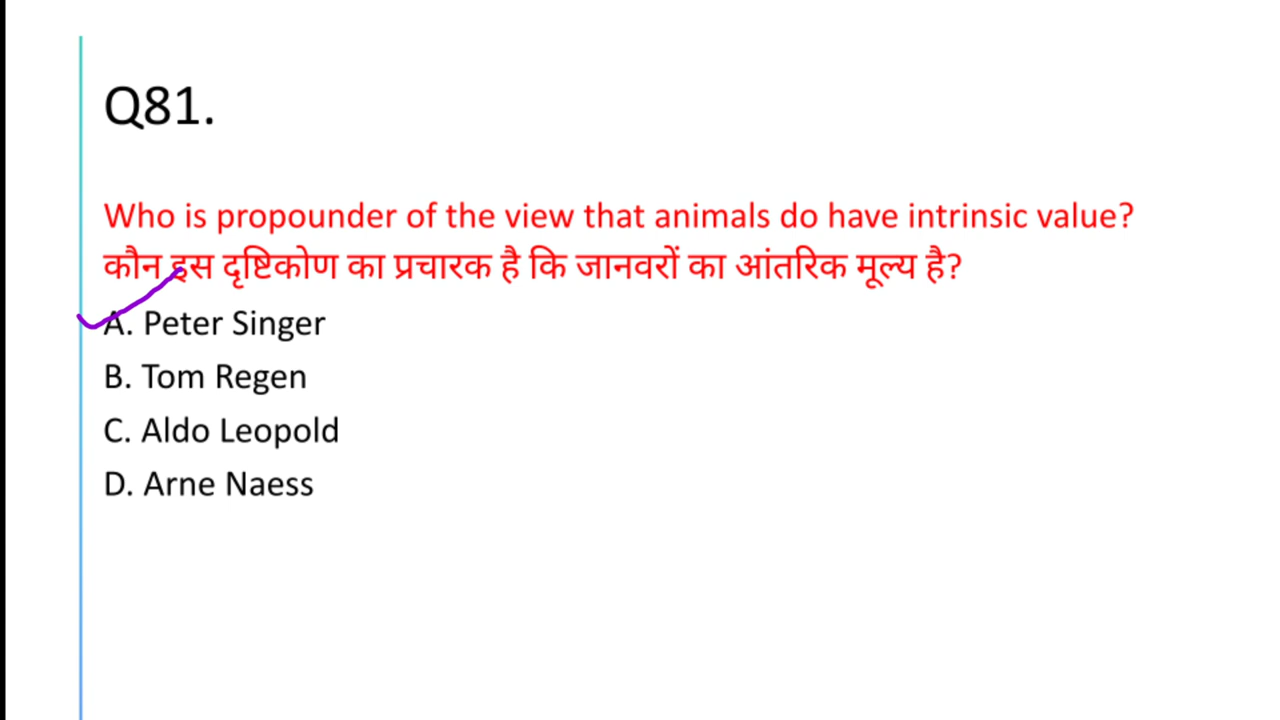 Q81.
Who is propounder of the view that animals do have intrinsic value?
कौन इस दृष्टिकोण का प्रचारक है कि जानवरों का आंतरिक मूल्य है?
A. Peter Singer
B. Tom Regen
C. Aldo Leopold
D. Arne Naess